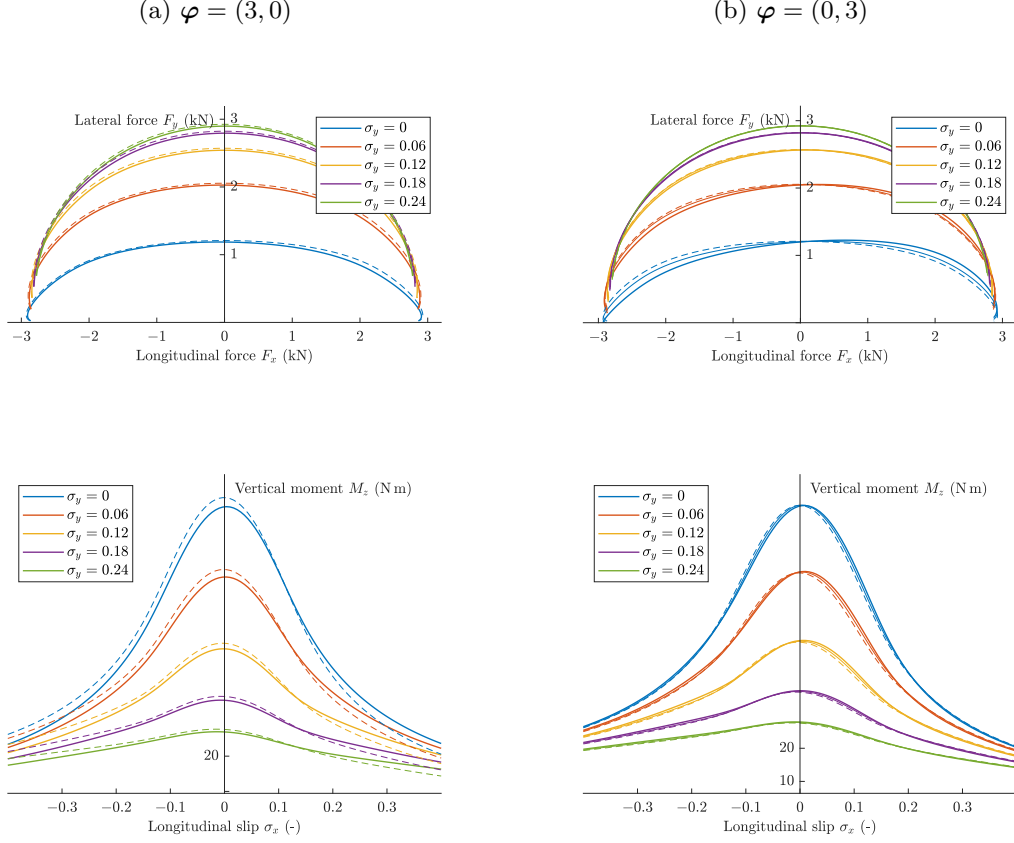 (a) φ = (3, 0)
(b) φ = (0, 3)
Lateral force F_y (kN)
3
2
1
σ_y = 0
σ_y = 0.06
σ_y = 0.12
σ_y = 0.18
σ_y = 0.24
−3 −2 −1 0 1 2 3
Longitudinal force F_x (kN)
Lateral force F_y (kN)
3
2
1
σ_y = 0
σ_y = 0.06
σ_y = 0.12
σ_y = 0.18
σ_y = 0.24
−3 −2 −1 0 1 2 3
Longitudinal force F_x (kN)
Vertical moment M_z (N m)
σ_y = 0
σ_y = 0.06
σ_y = 0.12
σ_y = 0.18
σ_y = 0.24
20
−0.3 −0.2 −0.1 0 0.1 0.2 0.3
Longitudinal slip σ_x (-)
Vertical moment M_z (N m)
σ_y = 0
σ_y = 0.06
σ_y = 0.12
σ_y = 0.18
σ_y = 0.24
20
10
−0.3 −0.2 −0.1 0 0.1 0.2 0.3
Longitudinal slip σ_x (-)